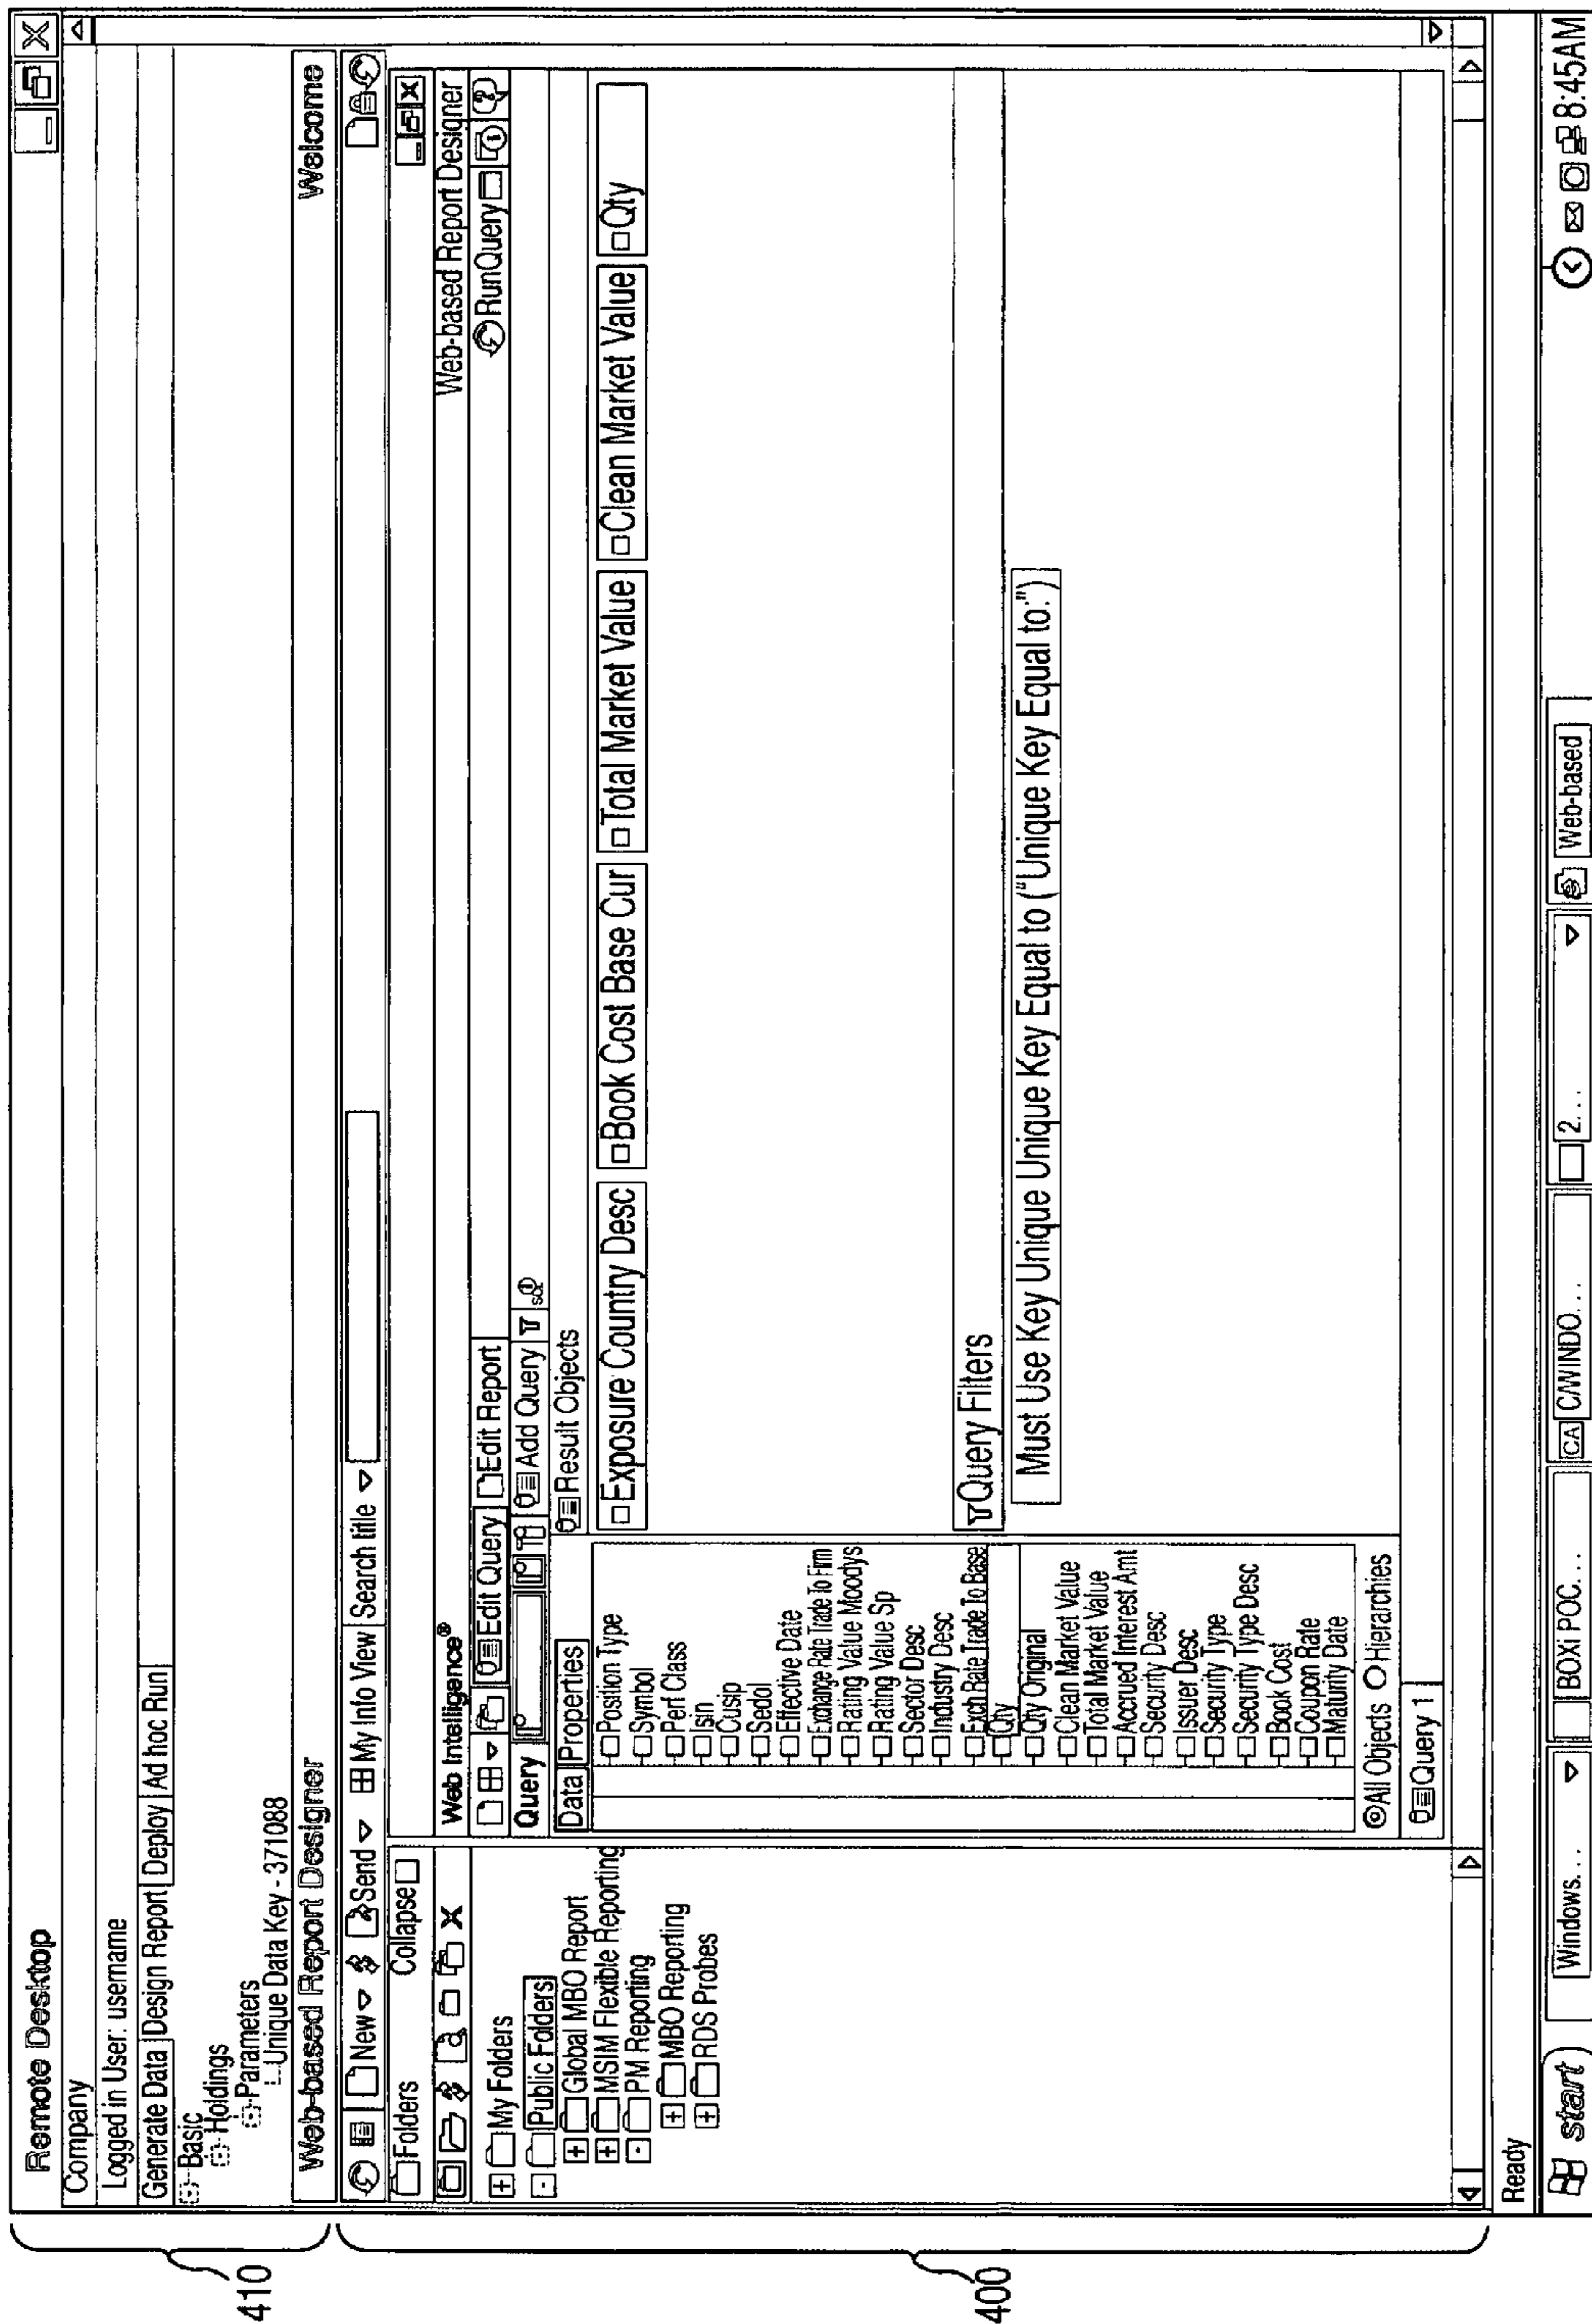 Remote Desktop
Company
Logged in User: username
Generate Data Design Report Deploy Ad hoc Run
Basic
Holdings
Parameters
Unique Data Key - 371088
Web-based Report Designer Welcome
New Send My Info View Search title
Folders Collapse
My Folders
Public Folders
Global MBO Report
MSIM Flexible Reporting
PM Reporting
MBO Reporting
RDS Probes
Web Intelligence®
Web-based Report Designer
Edit Query Edit Report RunQuery
Query Add Query SQL
Data Properties
Position Type
Symbol
Perf Class
Isin
Cusip
Sedol
Effective Date
Exchange Rate Trade To Firm
Rating Value Moodys
Rating Value Sp
Sector Desc
Industry Desc
Exch Rate Trade To Base
Qty
Qty Original
Clean Market Value
Total Market Value
Accrued Interest Amt
Security Desc
Issuer Desc
Security Type
Security Type Desc
Book Cost
Coupon Rate
Maturity Date
All Objects Hierarchies
Query 1
Result Objects
Exposure Country Desc Book Cost Base Cur Total Market Value Clean Market Value Qty
Query Filters
Must Use Key Unique Unique Key Equal to ("Unique Key Equal to:")
Ready
start Windows... BOXi POC... CA C/WINDO... 2... Web-based 8:45AM
410
400